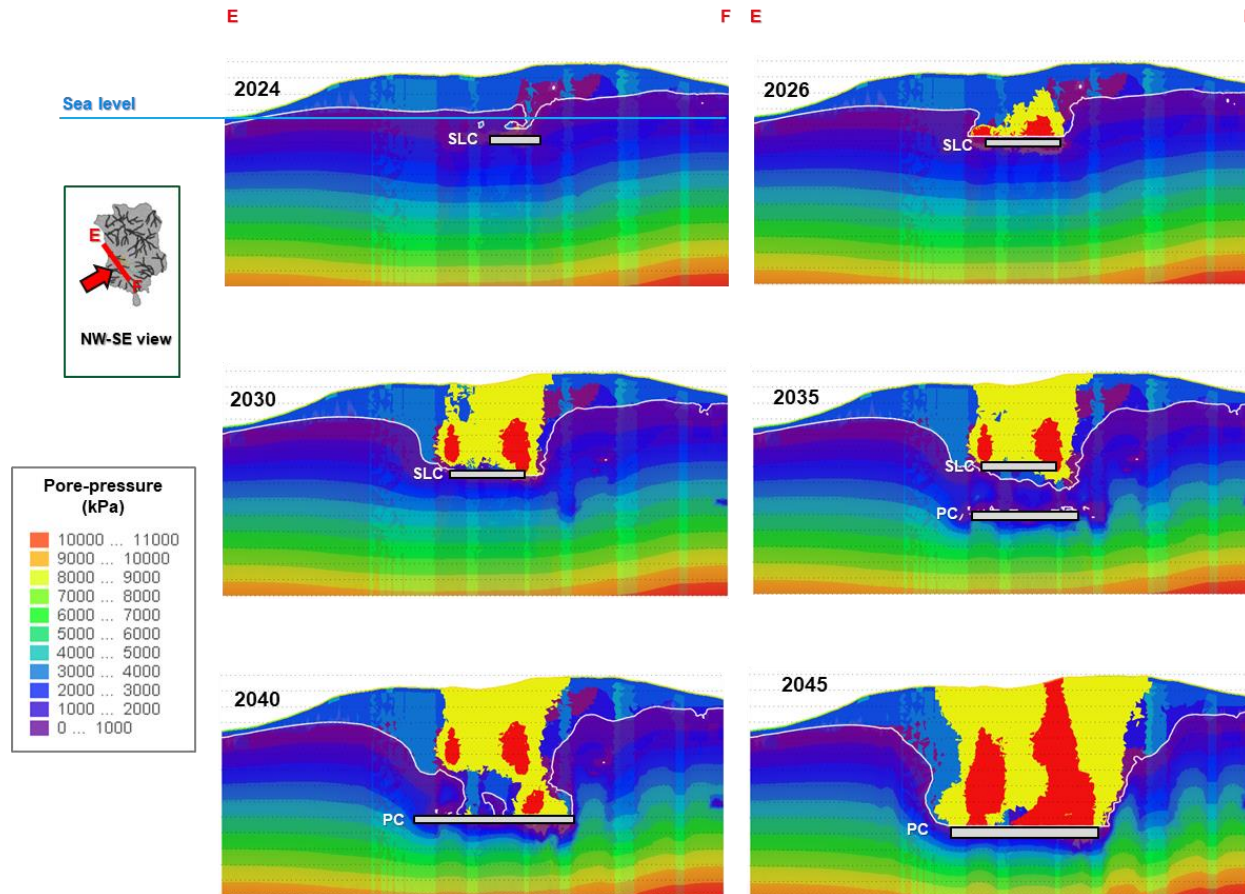 E
F
E
2024
2026
Sea level
SLC
SLC
E
F
NW-SE view
2030
2035
SLC
SLC
PC
Pore-pressure
(kPa)
10000 ... 11000
9000 ... 10000
8000 ... 9000
7000 ... 8000
6000 ... 7000
5000 ... 6000
4000 ... 5000
3000 ... 4000
2000 ... 3000
1000 ... 2000
0 ... 1000
2040
2045
PC
PC